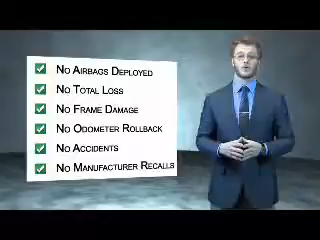 No Airbags Deployed
No Total Loss
No Frame Damage
No Odometer Rollback
No Accidents
No Manufacturer Recalls